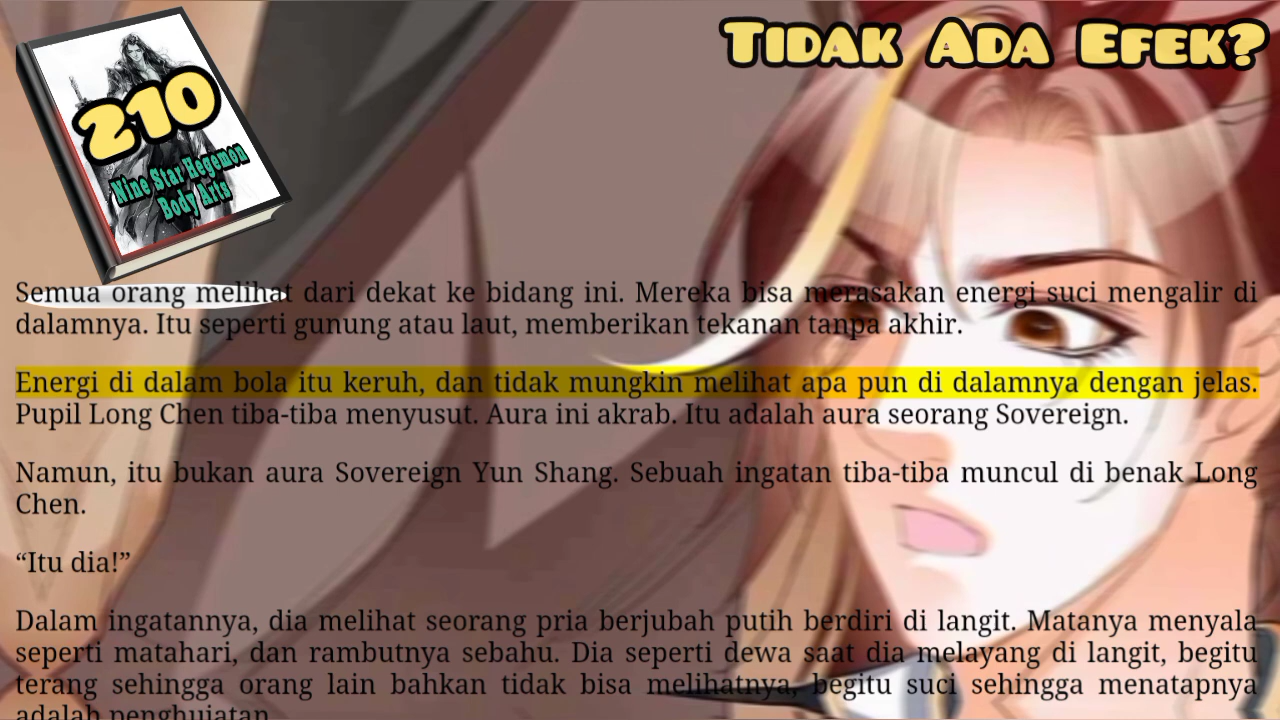 TIDAK ADA EFEK?
210
Nine Star Hegemon
Body Arts
Semua orang melihat dari dekat ke bidang ini. Mereka bisa merasakan energi suci mengalir di
dalamnya. Itu seperti gunung atau laut, memberikan tekanan tanpa akhir.
Energi di dalam bola itu keruh, dan tidak mungkin melihat apa pun di dalamnya dengan jelas.
Pupil Long Chen tiba-tiba menyusut. Aura ini akrab. Itu adalah aura seorang Sovereign.
Namun, itu bukan aura Sovereign Yun Shang. Sebuah ingatan tiba-tiba muncul di benak Long
Chen.
“Itu dia!”
Dalam ingatannya, dia melihat seorang pria berjubah putih berdiri di langit. Matanya menyala
seperti matahari, dan rambutnya sebahu. Dia seperti dewa saat dia melayang di langit, begitu
terang sehingga orang lain bahkan tidak bisa melihatnya, begitu suci sehingga menatapnya
adalah penghujatan.